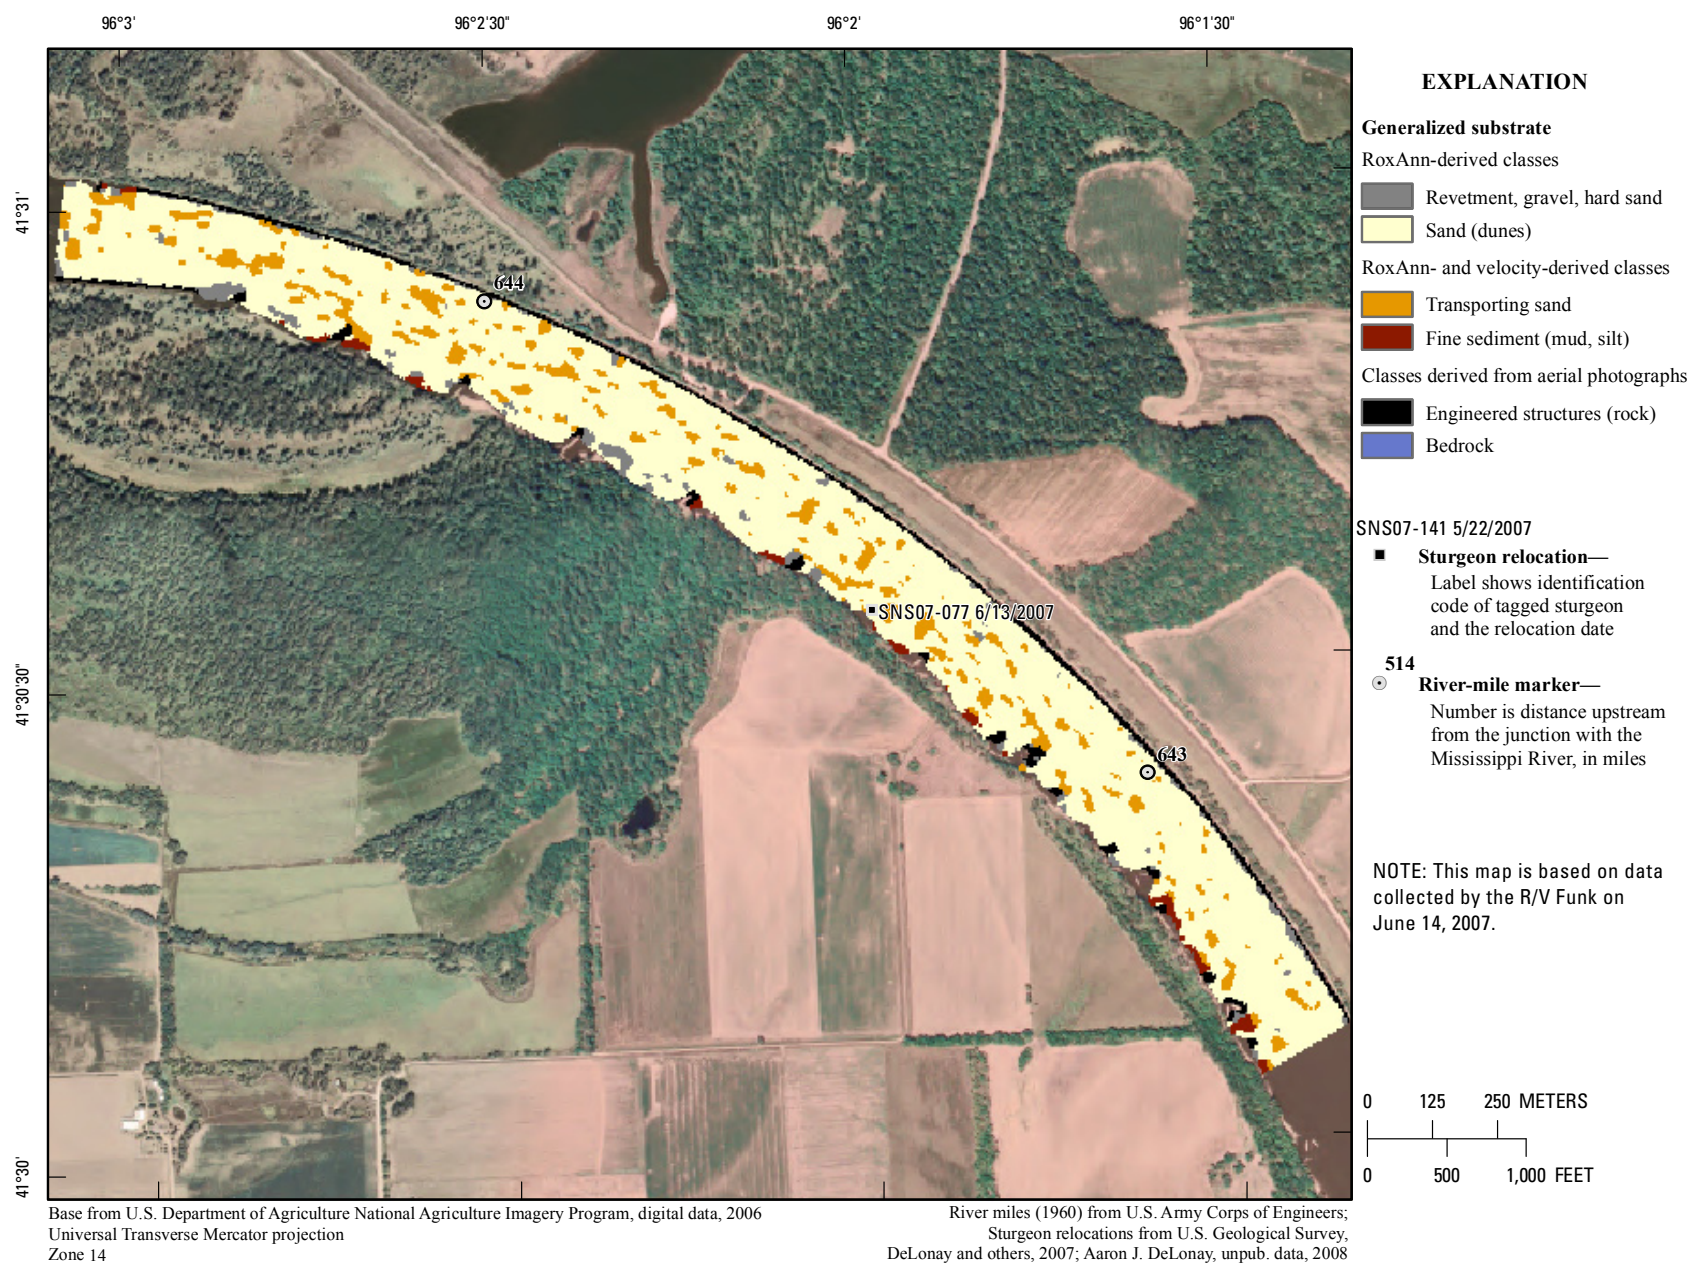 96°3'
96°2'30"
96°2'
96°1'30"
41°31'
41°30'30"
41°30'
644
SNS07-077 6/13/2007
643
EXPLANATION
Generalized substrate
RoxAnn-derived classes
Revetment, gravel, hard sand
Sand (dunes)
RoxAnn- and velocity-derived classes
Transporting sand
Fine sediment (mud, silt)
Classes derived from aerial photographs
Engineered structures (rock)
Bedrock
SNS07-141 5/22/2007
Sturgeon relocation—
Label shows identification
code of tagged sturgeon
and the relocation date
514
River-mile marker—
Number is distance upstream
from the junction with the
Mississippi River, in miles
NOTE: This map is based on data
collected by the R/V Funk on
June 14, 2007.
0 125 250 METERS
0 500 1,000 FEET
Base from U.S. Department of Agriculture National Agriculture Imagery Program, digital data, 2006
Universal Transverse Mercator projection
Zone 14
River miles (1960) from U.S. Army Corps of Engineers;
Sturgeon relocations from U.S. Geological Survey,
DeLonay and others, 2007; Aaron J. DeLonay, unpub. data, 2008